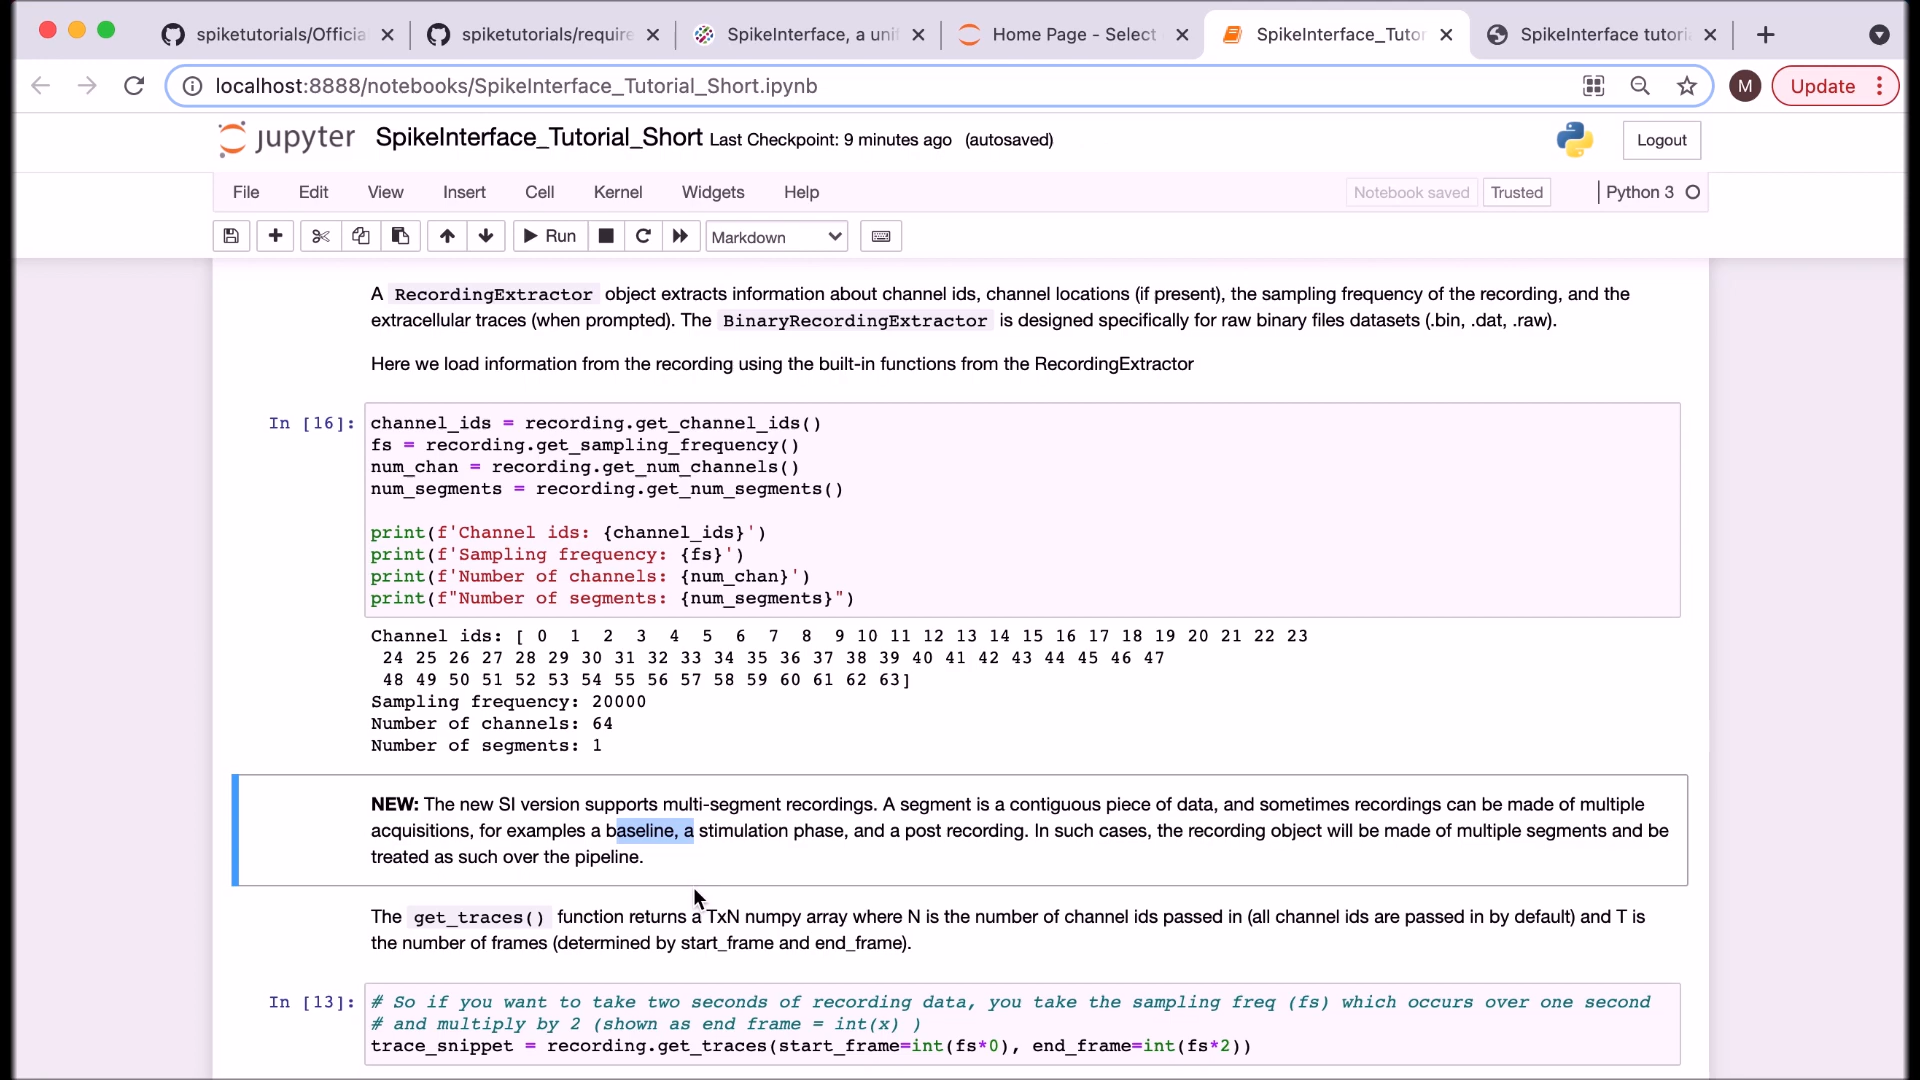 spiketutorials/Officia
spiketutorials/require
SpikeInterface, a unif
Home Page - Select
SpikeInterface_Tutor
SpikeInterface tutori
localhost:8888/notebooks/SpikeInterface_Tutorial_Short.ipynb
M
Update
jupyter SpikeInterface_Tutorial_Short Last Checkpoint: 9 minutes ago (autosaved)
Logout
File Edit View Insert Cell Kernel Widgets Help
Notebook saved Trusted Python 3
Run Markdown
A RecordingExtractor object extracts information about channel ids, channel locations (if present), the sampling frequency of the recording, and the
extracellular traces (when prompted). The BinaryRecordingExtractor is designed specifically for raw binary files datasets (.bin, .dat, .raw).
Here we load information from the recording using the built-in functions from the RecordingExtractor
In [16]: channel_ids = recording.get_channel_ids()
fs = recording.get_sampling_frequency()
num_chan = recording.get_num_channels()
num_segments = recording.get_num_segments()
print(f'Channel ids: {channel_ids}')
print(f'Sampling frequency: {fs}')
print(f'Number of channels: {num_chan}')
print(f"Number of segments: {num_segments}")
Channel ids: [ 0 1 2 3 4 5 6 7 8 9 10 11 12 13 14 15 16 17 18 19 20 21 22 23
24 25 26 27 28 29 30 31 32 33 34 35 36 37 38 39 40 41 42 43 44 45 46 47
48 49 50 51 52 53 54 55 56 57 58 59 60 61 62 63]
Sampling frequency: 20000
Number of channels: 64
Number of segments: 1
NEW: The new SI version supports multi-segment recordings. A segment is a contiguous piece of data, and sometimes recordings can be made of multiple
acquisitions, for examples a baseline, a stimulation phase, and a post recording. In such cases, the recording object will be made of multiple segments and be
treated as such over the pipeline.
The get_traces() function returns a TxN numpy array where N is the number of channel ids passed in (all channel ids are passed in by default) and T is
the number of frames (determined by start_frame and end_frame).
In [13]: # So if you want to take two seconds of recording data, you take the sampling freq (fs) which occurs over one second
# and multiply by 2 (shown as end frame = int(x) )
trace_snippet = recording.get_traces(start_frame=int(fs*0), end_frame=int(fs*2))